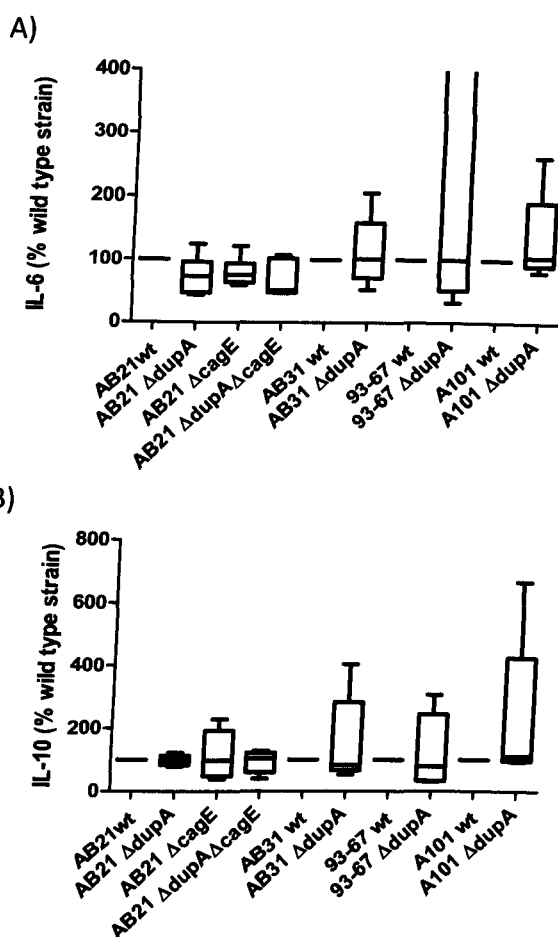 A)
IL-6 (% wild type strain)
400
300
200
100
0
AB21wt
AB21 ΔdupA
AB21 ΔcagE
AB21 ΔdupAΔcagE
AB31 wt
AB31 ΔdupA
93-67 wt
93-67 ΔdupA
A101 wt
A101 ΔdupA
3)
IL-10 (% wild type strain)
800
600
400
200
0
AB21wt
AB21 ΔdupA
AB21 ΔcagE
AB21 ΔdupAΔcagE
AB31 wt
AB31 ΔdupA
93-67 wt
93-67 ΔdupA
A101 wt
A101 ΔdupA